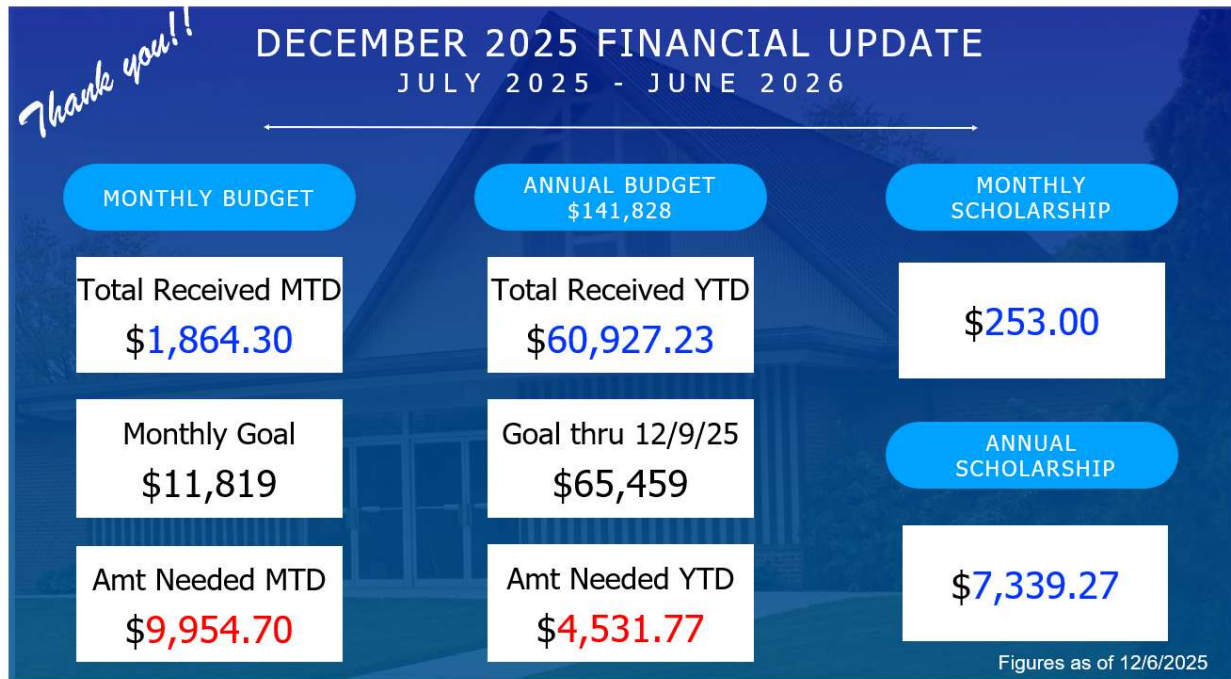 Thank you!!
DECEMBER 2025 FINANCIAL UPDATE
JULY 2025 - JUNE 2026
MONTHLY BUDGET
Total Received MTD
$1,864.30
Monthly Goal
$11,819
Amt Needed MTD
$9,954.70
ANNUAL BUDGET
$141,828
Total Received YTD
$60,927.23
Goal thru 12/9/25
$65,459
Amt Needed YTD
$4,531.77
MONTHLY
SCHOLARSHIP
$253.00
ANNUAL
SCHOLARSHIP
$7,339.27
Figures as of 12/6/2025